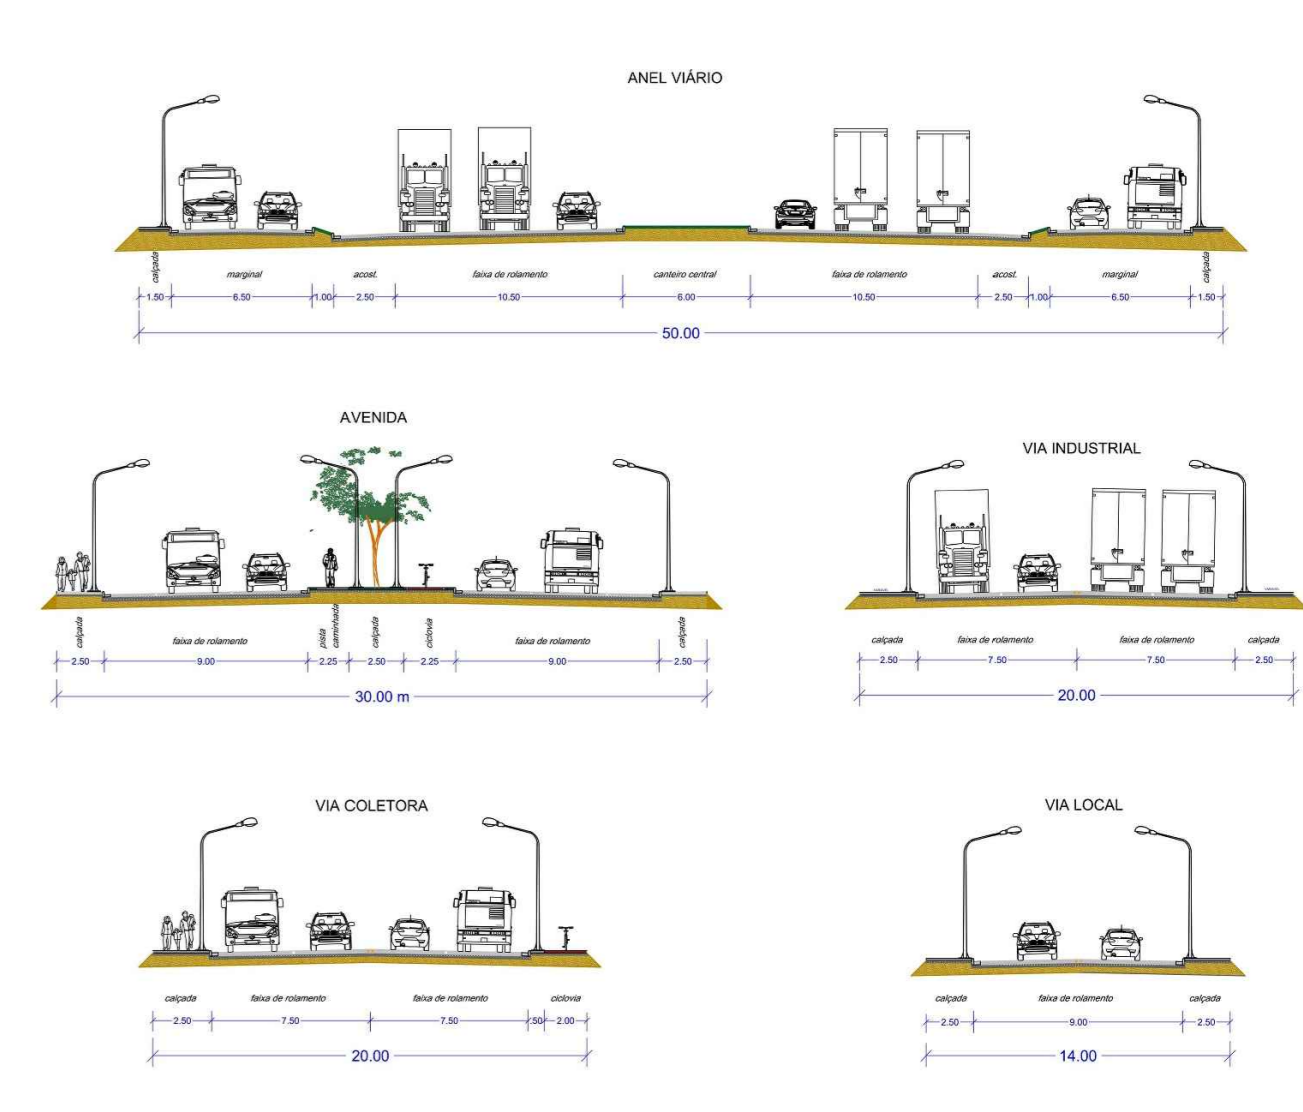 ANEL VIÁRIO
calçada marginal acost. faixa de rolamento canteiro central faixa de rolamento acost. marginal calçada
1.50 6.50 1.00 2.50 10.50 6.00 10.50 2.50 1.00 6.50 1.50
50.00
AVENIDA
calçada faixa de rolamento pista caminhada calçada ciclovia faixa de rolamento calçada
2.50 9.00 2.25 2.50 2.25 9.00 2.50
30.00 m
VIA INDUSTRIAL
calçada faixa de rolamento faixa de rolamento calçada
2.50 7.50 7.50 2.50
20.00
VIA COLETORA
calçada faixa de rolamento faixa de rolamento ciclovia
2.50 7.50 7.50 .50 2.00
20.00
VIA LOCAL
calçada faixa de rolamento calçada
2.50 9.00 2.50
14.00